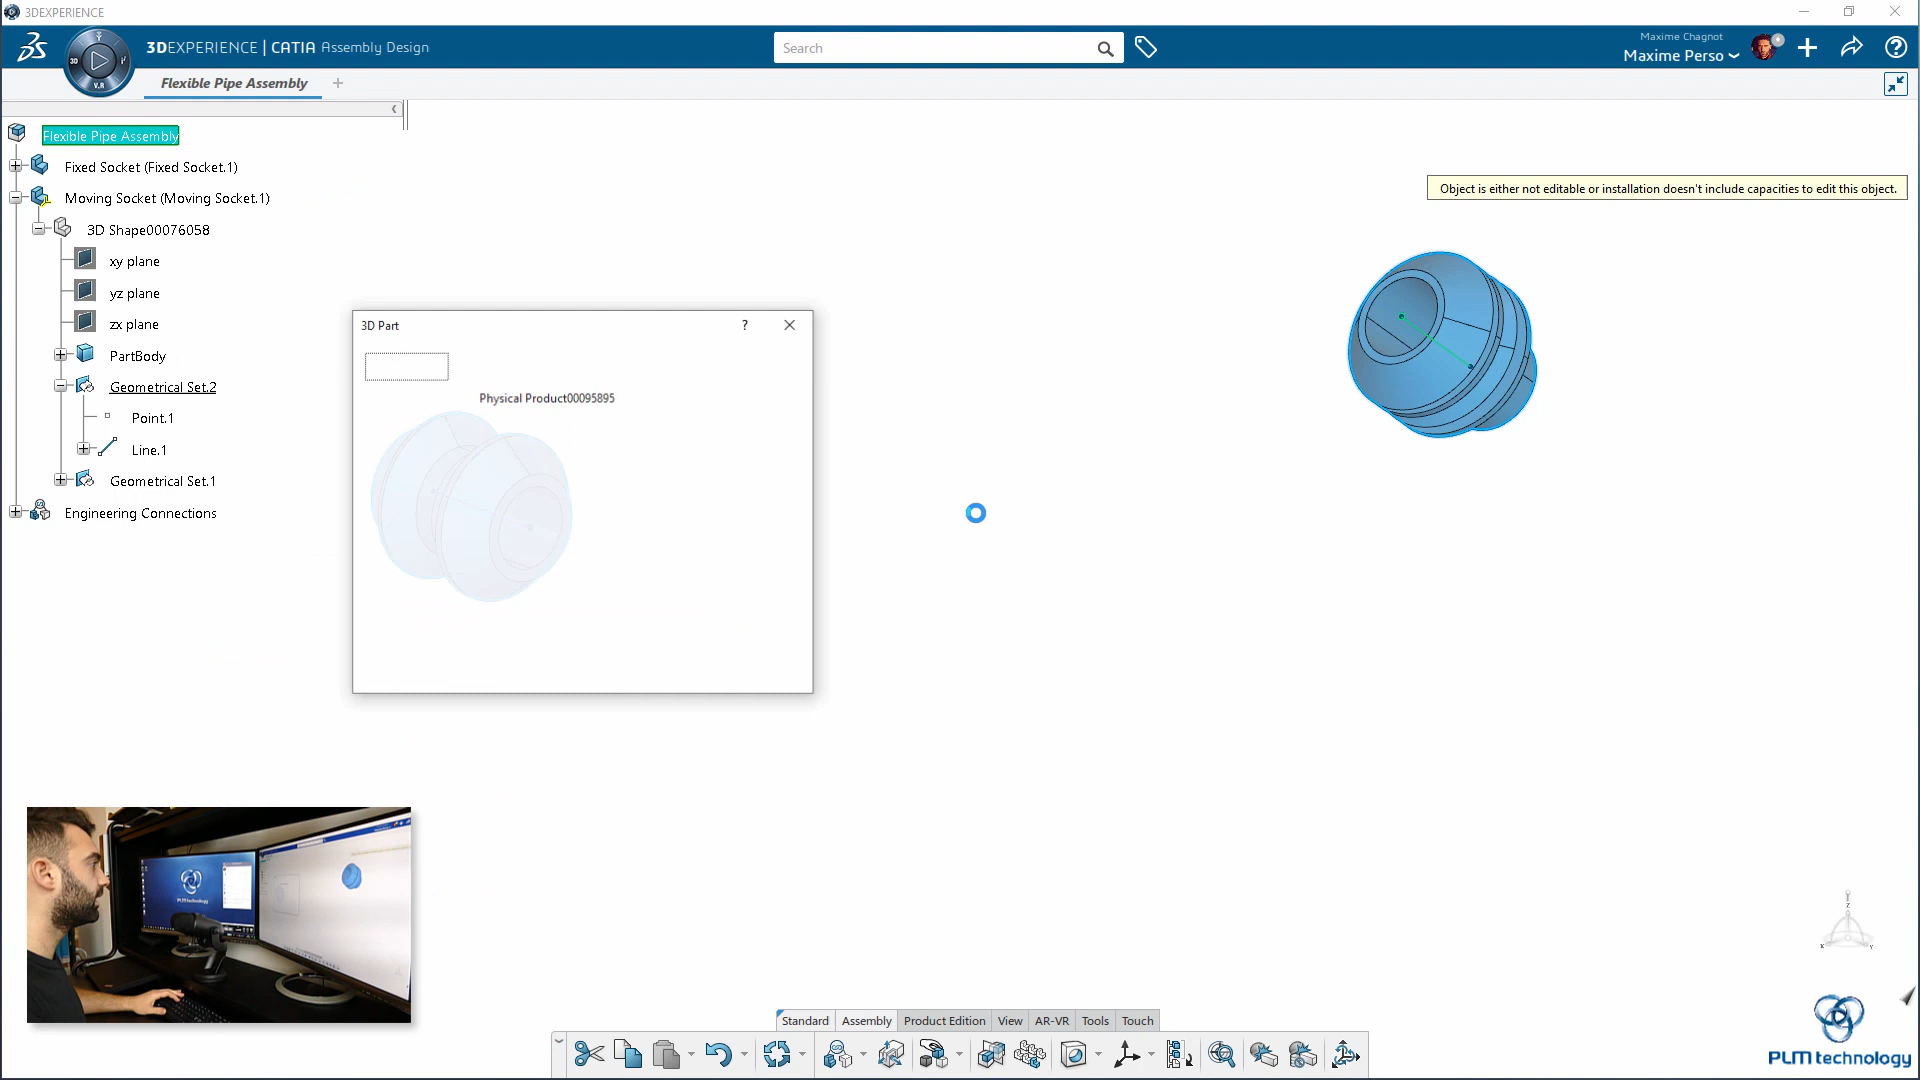 3DEXPERIENCE
3DEXPERIENCE | CATIA Assembly Design
Search
Maxime Chagnot
Maxime Perso
3D
V.R
Flexible Pipe Assembly
Flexible Pipe Assembly
Fixed Socket (Fixed Socket.1)
Moving Socket (Moving Socket.1)
3D Shape00076058
xy plane
yz plane
zx plane
PartBody
Geometrical Set.2
Point.1
Line.1
Geometrical Set.1
Engineering Connections
Object is either not editable or installation doesn't include capacities to edit this object.
3D Part
Physical Product00095895
PLM technology
Standard Assembly Product Edition View AR-VR Tools Touch
PLM technology